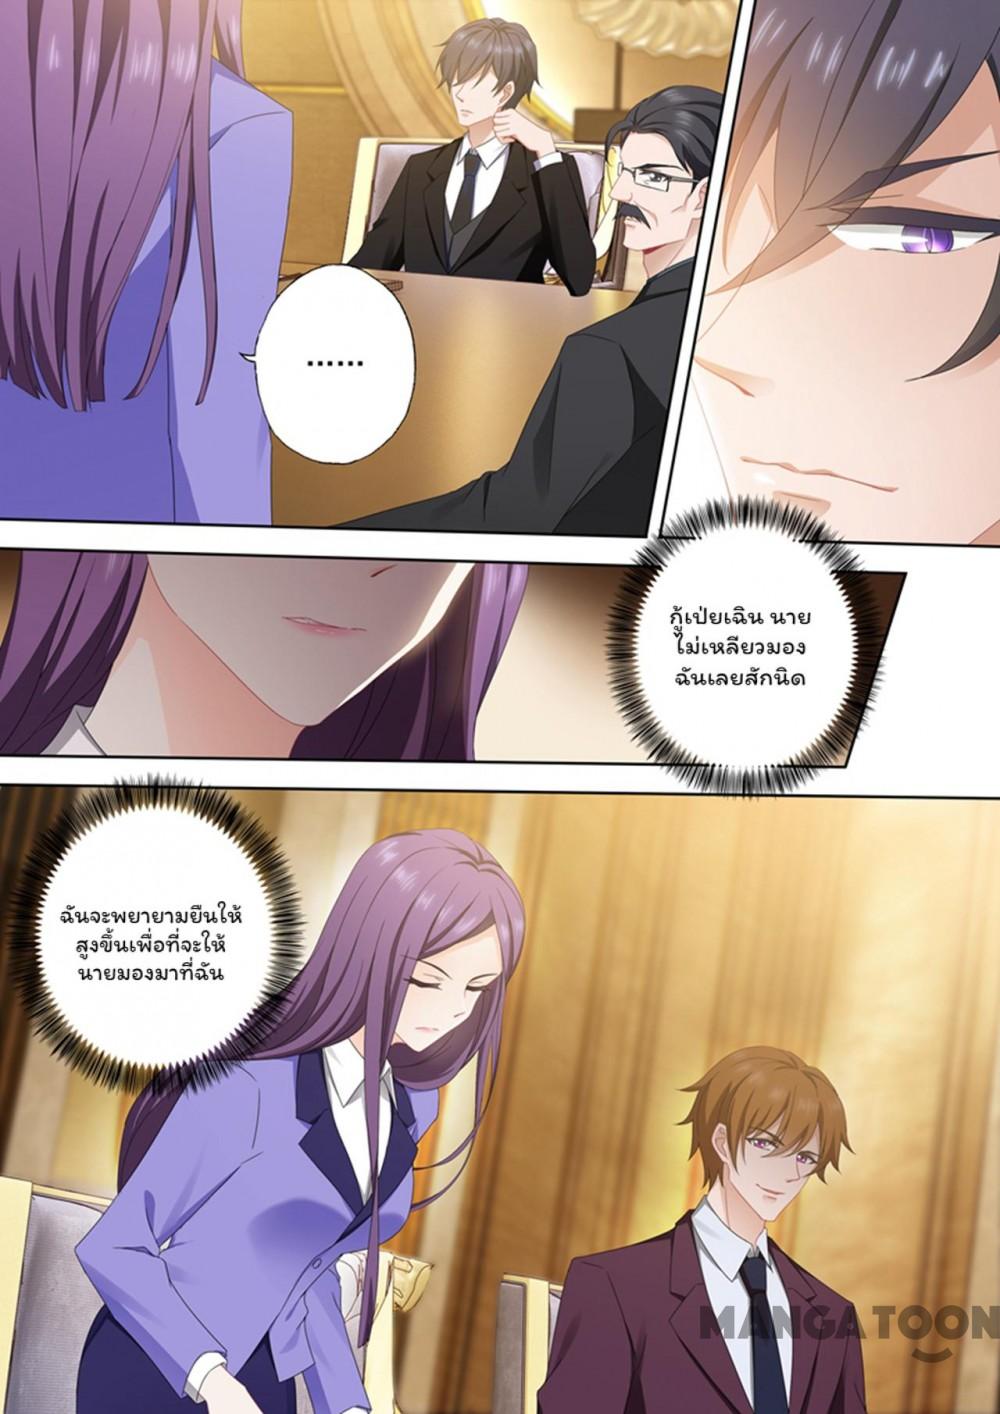 ......
กู้เป่ยเฉิน นาย
ไม่เหลียวมอง
ฉันเลยสักนิด
ฉันจะพยายามยืนให้
สูงขึ้นเพื่อที่จะให้
นายมองมาที่ฉัน
MANGATOON